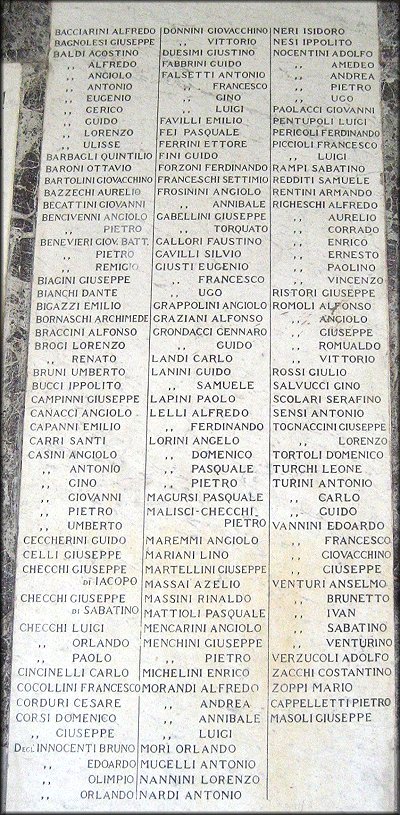 BACCIARINI ALFREDO
BAGNOLESI GIUSEPPE
BALDI AGOSTINO
,, ALFREDO
,, ANGIOLO
,, ANTONIO
,, EUGENIO
,, GERICO
,, GUIDO
,, LORENZO
,, ULISSE
BARBAGLI QUINTILIO
BARONI OTTAVIO
BARTOLINI GIOVACCHINO
BAZZECHI AURELIO
BECATTINI GIOVANNI
BENCIVENNI ANGIOLO
,, PIETRO
BENEVIERI GIOV. BATT.
,, PIETRO
,, REMIGIO
BIAGINI GIUSEPPE
BIANCHI DANTE
BIGAZZI EMILIO
BORNASCHI ARCHIMEDE
BRACCINI ALFONSO
BROGI LORENZO
,, RENATO
BRUNI UMBERTO
BUCCI IPPOLITO
CAMPINNI GIUSEPPE
CANACCI ANGIOLO
CAPANNI EMILIO
CARRI SANTI
CASINI ANGIOLO
,, ANTONIO
,, GINO
,, GIOVANNI
,, PIETRO
,, UMBERTO
CECCHERINI GUIDO
CELLI GIUSEPPE
CHECCHI GIUSEPPE
DI IACOPO
CHECCHI GIUSEPPE
DI SABATINO
CHECCHI LUIGI
,, ORLANDO
,, PAOLO
CINCINELLI CARLO
COCOLLINI FRANCESCO
CORDURI CESARE
CORSI DOMENICO
,, GIUSEPPE
DEGL'INNOCENTI BRUNO
,, EDOARDO
,, OLIMPIO
,, ORLANDO
DONNINI GIOVACCHINO
,, VITTORIO
DUESIMI GIUSTINO
FABBRINI GUIDO
FALSETTI ANTONIO
,, FRANCESCO
,, GINO
,, LUIGI
FAVILLI EMILIO
FEI PASQUALE
FERRINI ETTORE
FINI GUIDO
FORZONI FERDINANDO
FRANCESCHI SETTIMIO
FROSININI ANGIOLO
,, ANNIBALE
GABELLINI GIUSEPPE
,, TORQUATO
GALLORI FAUSTINO
GAVILLI SILVIO
GIUSTI EUGENIO
,, FRANCESCO
,, UGO
GRAPPOLINI ANGIOLO
GRAZIANI ALFONSO
GRONDACCI GENNARO
,, GUIDO
LANDI CARLO
LANINI GUIDO
,, SAMUELE
LAPINI PAOLO
LELLI ALFREDO
,, FERDINANDO
LORINI ANGELO
,, DOMENICO
,, PASQUALE
,, PIETRO
MAGURSI PASQUALE
MALISCI-CHECCHI
PIETRO
MAREMMI ANGIOLO
MARIANI LINO
MARTELLINI GIUSEPPE
MASSAI AZELIO
MASSINI RINALDO
MATTIOLI PASQUALE
MENCARINI ANGIOLO
MENCHINI GIUSEPPE
,, PIETRO
MICHELINI ENRICO
MORANDI ALFREDO
,, ANDREA
,, ANNIBALE
,, LUIGI
MORI ORLANDO
MUGELLI ANTONIO
NANNINI LORENZO
NARDI ANTONIO
NERI ISIDORO
NESI IPPOLITO
NOCENTINI ADOLFO
,, AMEDEO
,, ANDREA
,, PIETRO
,, UGO
PAOLACCI GIOVANNI
PENTUPOLI LUIGI
PERICOLI FERDINANDO
PICCIOLI FRANCESCO
,, LUIGI
RAMPI SABATINO
REDDITI SAMUELE
RENTINI ARMANDO
RIGHESCHI ALFREDO
,, AURELIO
,, CORRADO
,, ENRICO
,, ERNESTO
,, PAOLINO
,, VINCENZO
RISTORI GIUSEPPE
ROMOLI ALFONSO
,, ANGIOLO
,, GIUSEPPE
,, ROMUALDO
,, VITTORIO
ROSSI GIULIO
SALVUCCI GINO
SCOLARI SERAFINO
SENSI ANTONIO
TOGNACCINI GIUSEPPE
,, LORENZO
TORTOLI DOMENICO
TURCHI LEONE
TURINI ANTONIO
,, CARLO
,, GUIDO
VANNINI EDOARDO
,, FRANCESCO
,, GIOVACCHINO
,, GIUSEPPE
VENTURI ANSELMO
,, BRUNETTO
,, IVAN
,, SABATINO
,, VENTURINO
VERZUCOLI ADOLFO
ZACCHI COSTANTINO
ZOPPI MARIO
CAPPELLETTI PIETRO
MASOLI GIUSEPPE